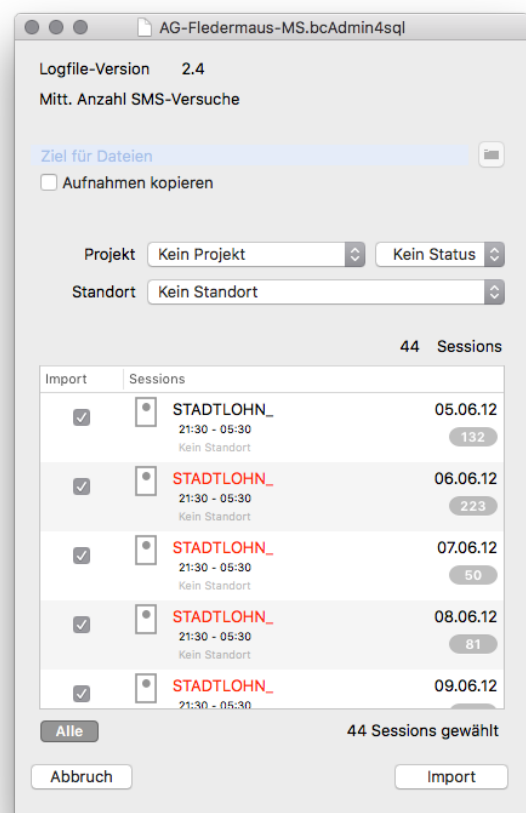 AG-Fledermaus-MS.bcAdmin4sql
Logfile-Version 2.4
Mitt. Anzahl SMS-Versuche
Ziel für Dateien
Aufnahmen kopieren
Projekt Kein Projekt Kein Status
Standort Kein Standort
44 Sessions
Import Sessions
STADTLOHN_ 05.06.12
21:30 - 05:30 132
Kein Standort
STADTLOHN_ 06.06.12
21:30 - 05:30 223
Kein Standort
STADTLOHN_ 07.06.12
21:30 - 05:30 50
Kein Standort
STADTLOHN_ 08.06.12
21:30 - 05:30 81
Kein Standort
STADTLOHN_ 09.06.12
21:30 - 05:30
Alle 44 Sessions gewählt
Abbruch Import